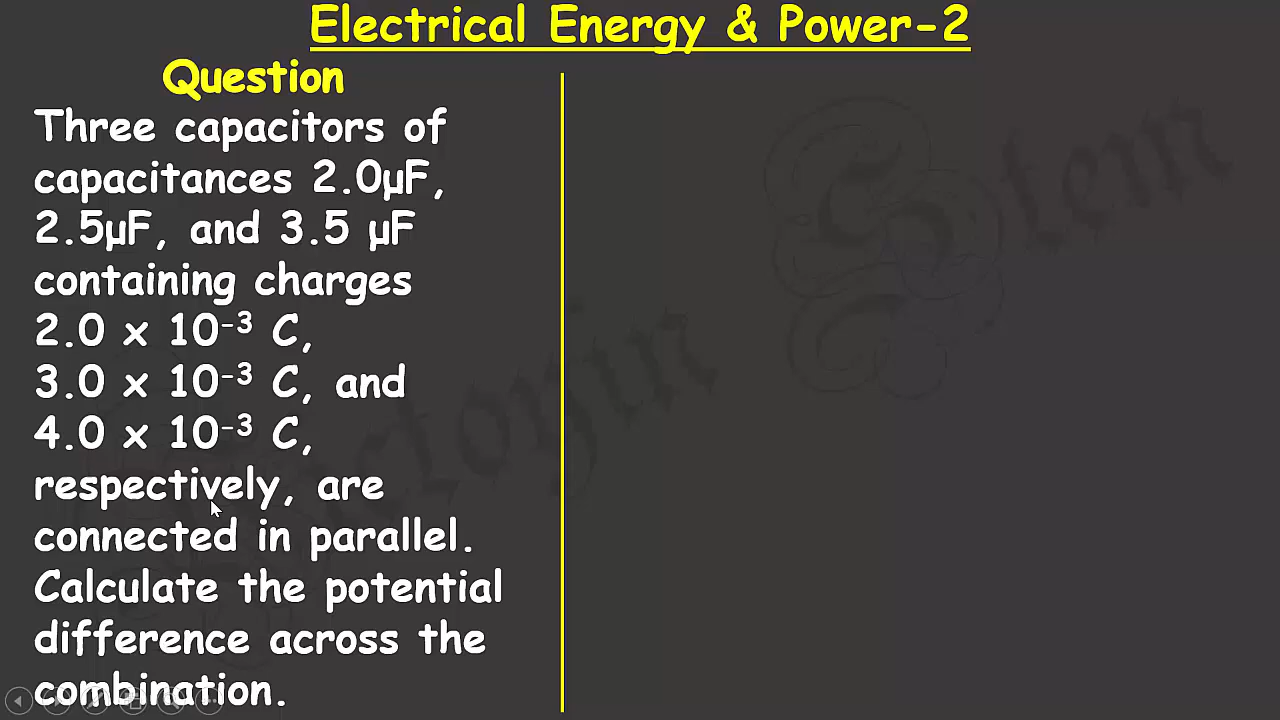 Electrical Energy & Power-2
Question
Three capacitors of
capacitances 2.0µF,
2.5µF, and 3.5 µF
containing charges
2.0 x 10⁻³ C,
3.0 x 10⁻³ C, and
4.0 x 10⁻³ C,
respectively, are
connected in parallel.
Calculate the potential
difference across the
combination.